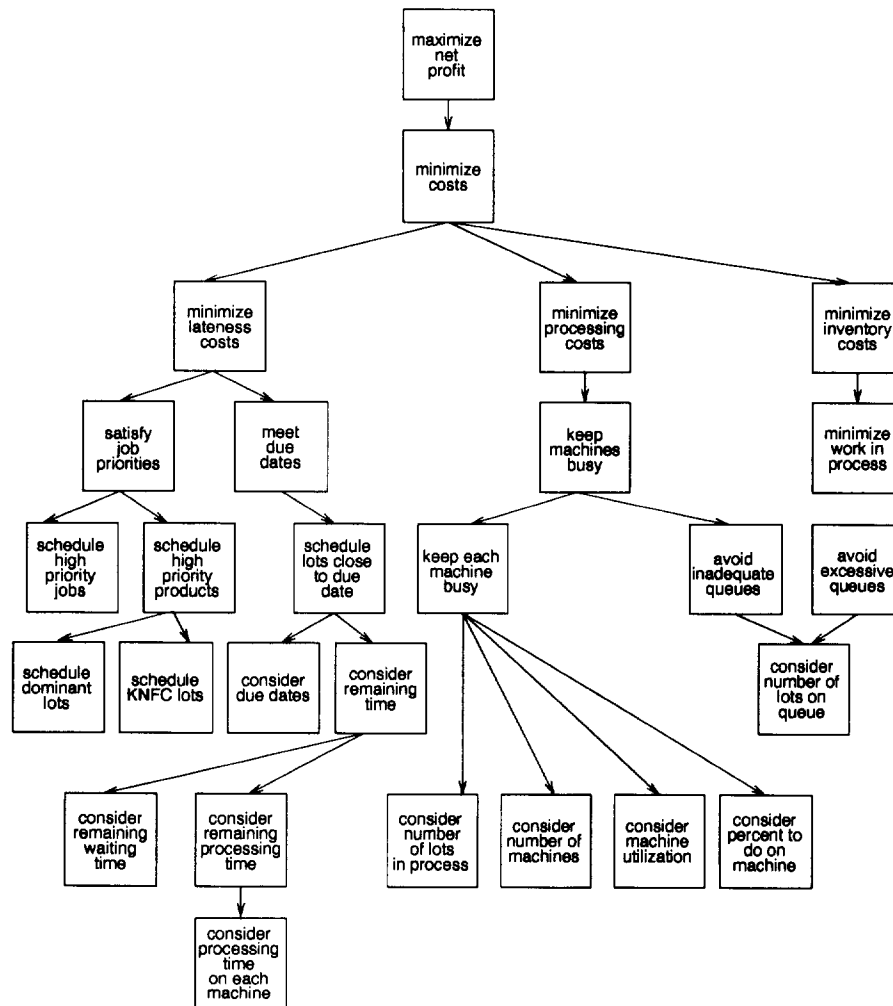 maximize
net
profit
minimize
costs
minimize
lateness
costs
minimize
processing
costs
minimize
inventory
costs
satisfy
job
priorities
meet
due
dates
keep
machines
busy
minimize
work in
process
schedule
high
priority
jobs
schedule
high
priority
products
schedule
lots close
to due
date
keep each
machine
busy
avoid
inadequate
queues
avoid
excessive
queues
schedule
dominant
lots
schedule
KNFC lots
consider
due dates
consider
remaining
time
consider
number of
lots on
queue
consider
remaining
waiting
time
consider
remaining
processing
time
consider
number
of lots
in process
consider
number of
machines
consider
machine
utilization
consider
percent to
do on
machine
consider
processing
time
on each
machine